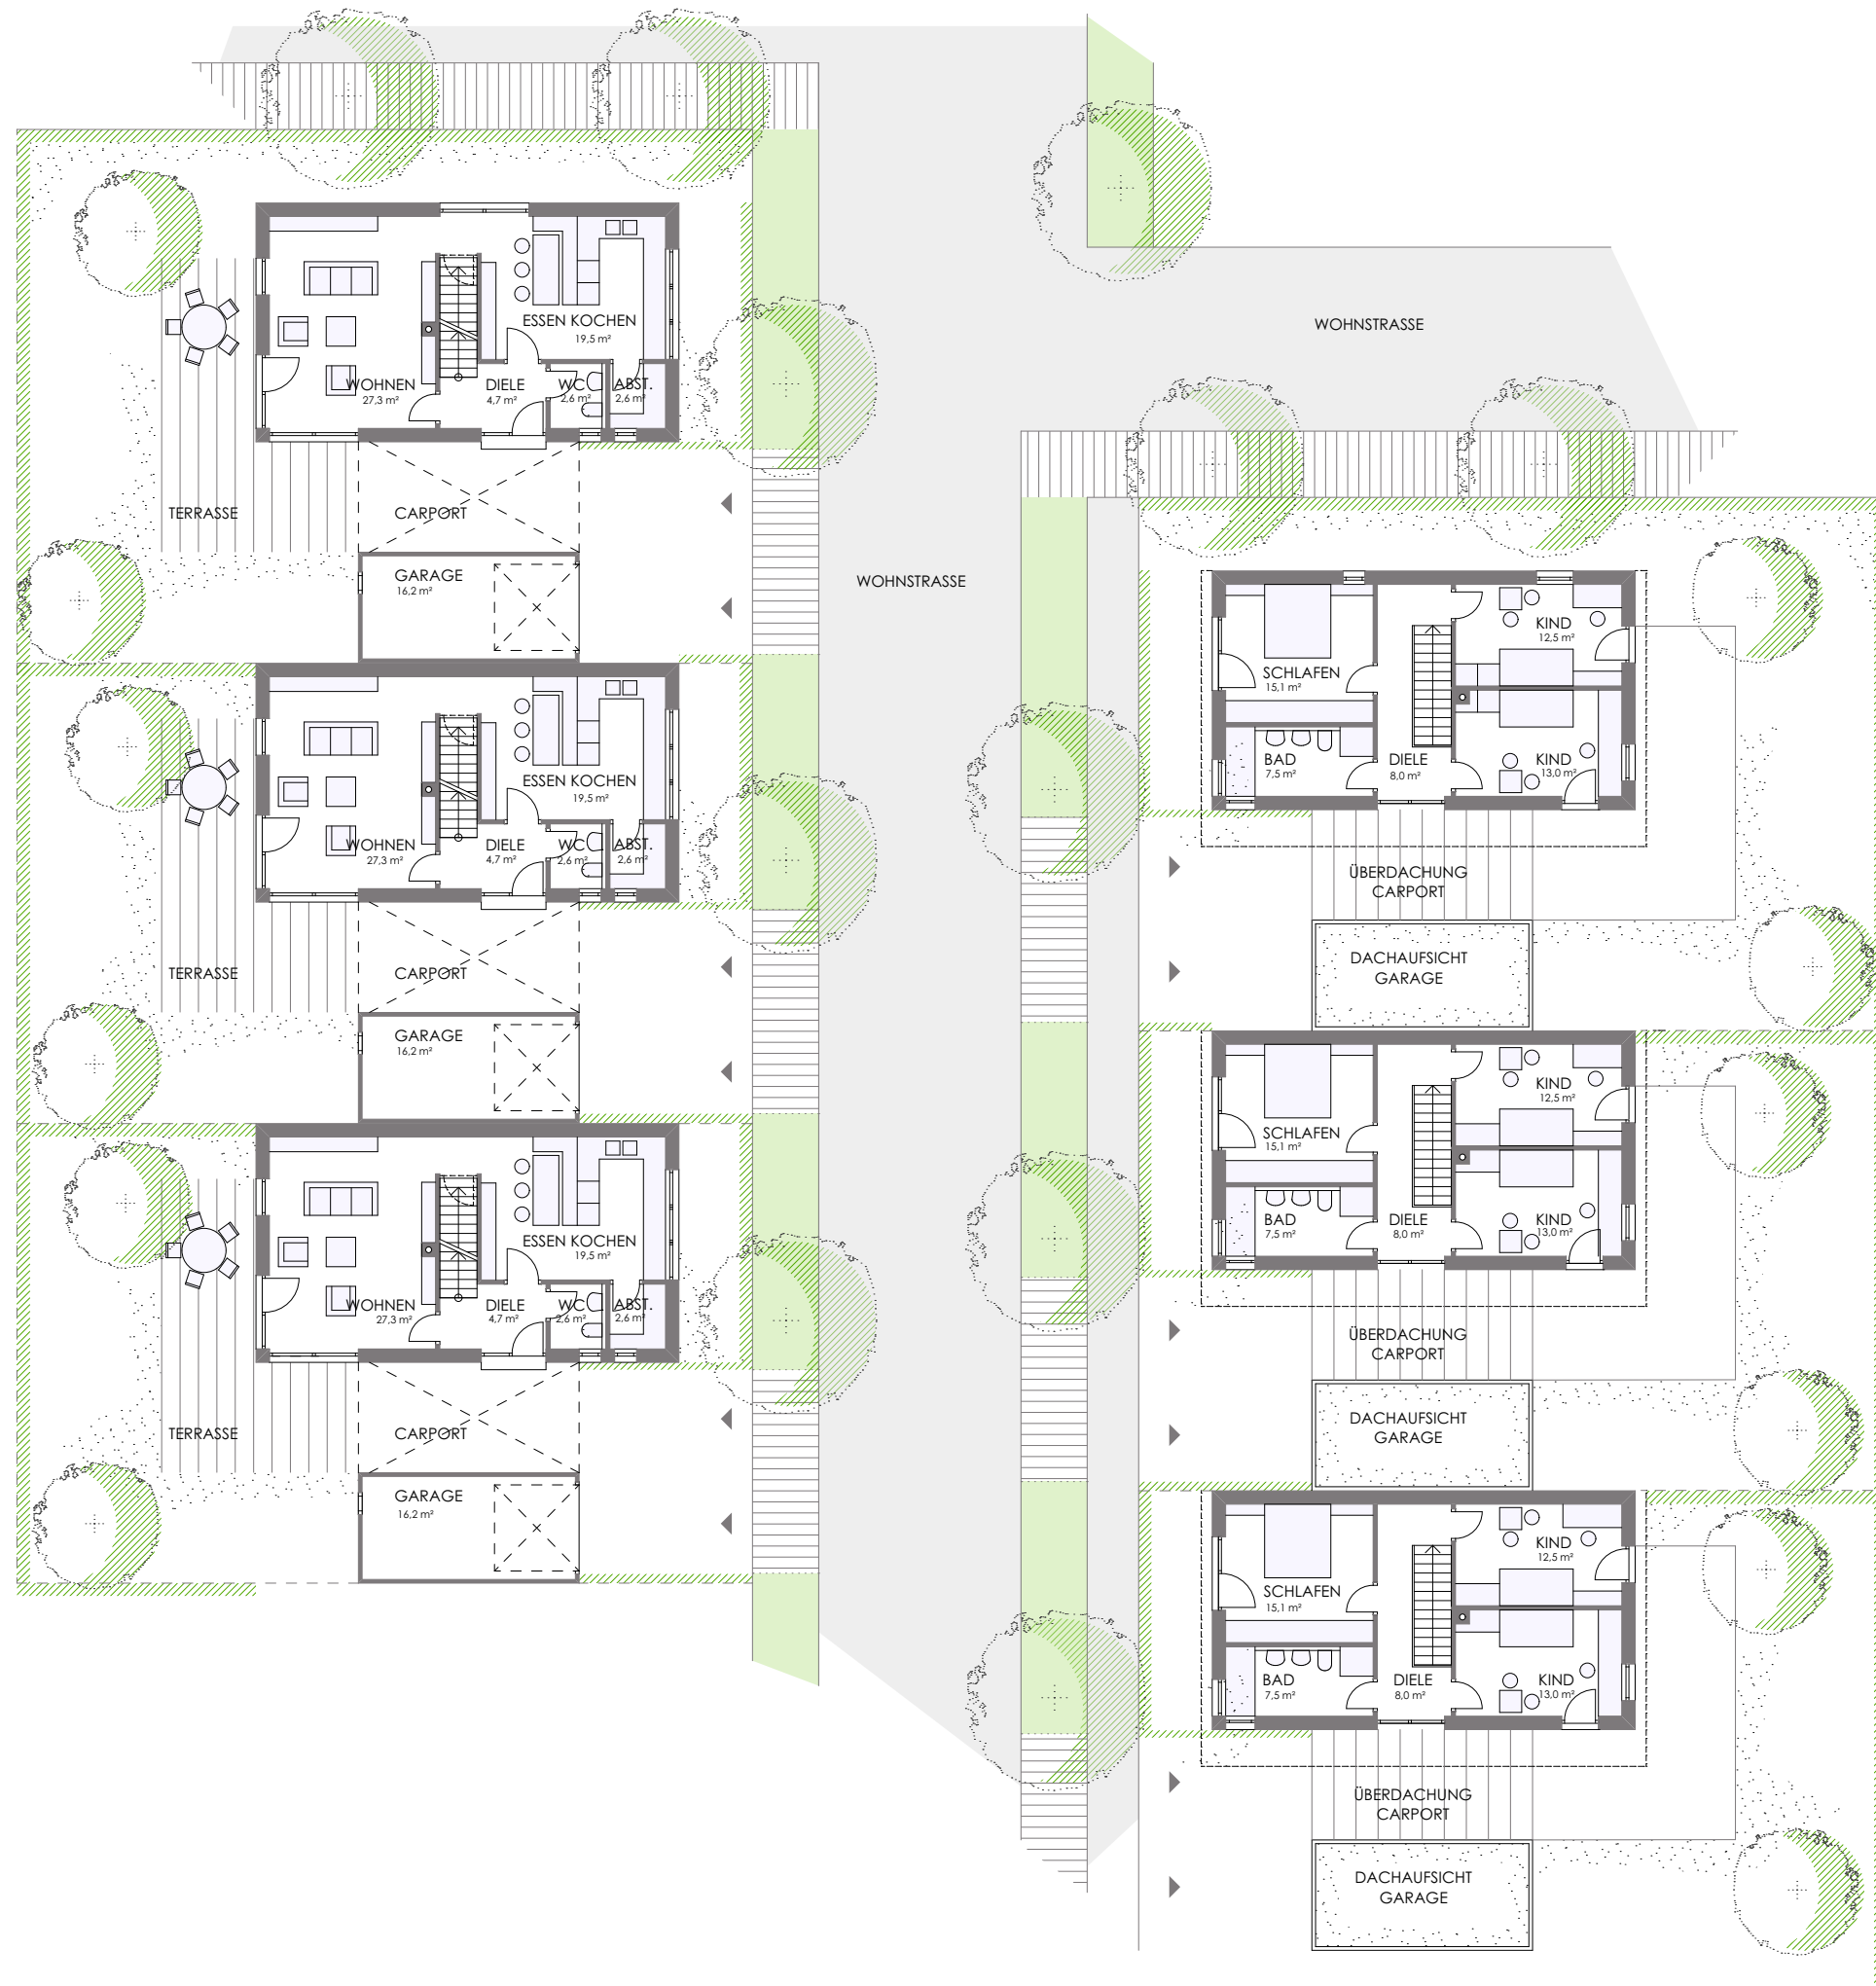 WOHNSTRASSE
WOHNSTRASSE
ESSEN KOCHEN
19,5 m²
WOHNEN
27,3 m²
DIELE
4,7 m²
WC
2,6 m²
ABST.
2,6 m²
TERRASSE
CARPORT
GARAGE
16,2 m²
ESSEN KOCHEN
19,5 m²
WOHNEN
27,3 m²
DIELE
4,7 m²
WC
2,6 m²
ABST.
2,6 m²
TERRASSE
CARPORT
GARAGE
16,2 m²
ESSEN KOCHEN
19,5 m²
WOHNEN
27,3 m²
DIELE
4,7 m²
WC
2,6 m²
ABST.
2,6 m²
TERRASSE
CARPORT
GARAGE
16,2 m²
KIND
12,5 m²
SCHLAFEN
15,1 m²
BAD
7,5 m²
DIELE
8,0 m²
KIND
13,0 m²
ÜBERDACHUNG
CARPORT
DACHAUFSICHT
GARAGE
KIND
12,5 m²
SCHLAFEN
15,1 m²
BAD
7,5 m²
DIELE
8,0 m²
KIND
13,0 m²
ÜBERDACHUNG
CARPORT
DACHAUFSICHT
GARAGE
KIND
12,5 m²
SCHLAFEN
15,1 m²
BAD
7,5 m²
DIELE
8,0 m²
KIND
13,0 m²
ÜBERDACHUNG
CARPORT
DACHAUFSICHT
GARAGE